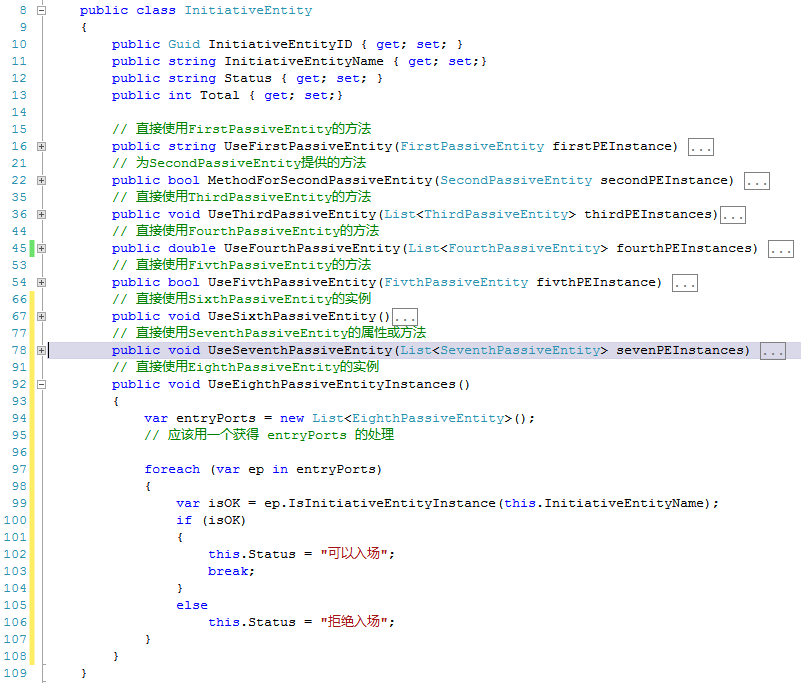 8 public class InitiativeEntity
9 {
10 public Guid InitiativeEntityID { get; set; }
11 public string InitiativeEntityName { get; set;}
12 public string Status { get; set; }
13 public int Total { get; set;}
14
15 // 直接使用FirstPassiveEntity的方法
16 public string UseFirstPassiveEntity(FirstPassiveEntity firstPEInstance) ...
21 // 为SecondPassiveEntity提供的方法
22 public bool MethodForSecondPassiveEntity(SecondPassiveEntity secondPEInstance) ...
35 // 直接使用ThirdPassiveEntity的方法
36 public void UseThirdPassiveEntity(List<ThirdPassiveEntity> thirdPEInstances)...
44 // 直接使用FourthPassiveEntity的方法
45 public double UseFourthPassiveEntity(List<FourthPassiveEntity> fourthPEInstances) ...
53 // 直接使用FivthPassiveEntity的方法
54 public bool UseFivthPassiveEntity(FivthPassiveEntity fivthPEInstance) ...
66 // 直接使用SixthPassiveEntity的实例
67 public void UseSixthPassiveEntity()...
77 // 直接使用SeventhPassiveEntity的属性或方法
78 public void UseSeventhPassiveEntity(List<SeventhPassiveEntity> sevenPEInstances) ...
91 // 直接使用EighthPassiveEntity的实例
92 public void UseEighthPassiveEntityInstances()
93 {
94 var entryPorts = new List<EighthPassiveEntity>();
95 // 应该用一个获得 entryPorts 的处理
96
97 foreach (var ep in entryPorts)
98 {
99 var isOK = ep.IsInitiativeEntityInstance(this.InitiativeEntityName);
100 if (isOK)
101 {
102 this.Status = "可以入场";
103 break;
104 }
105 else
106 this.Status = "拒绝入场";
107 }
108 }
109 }